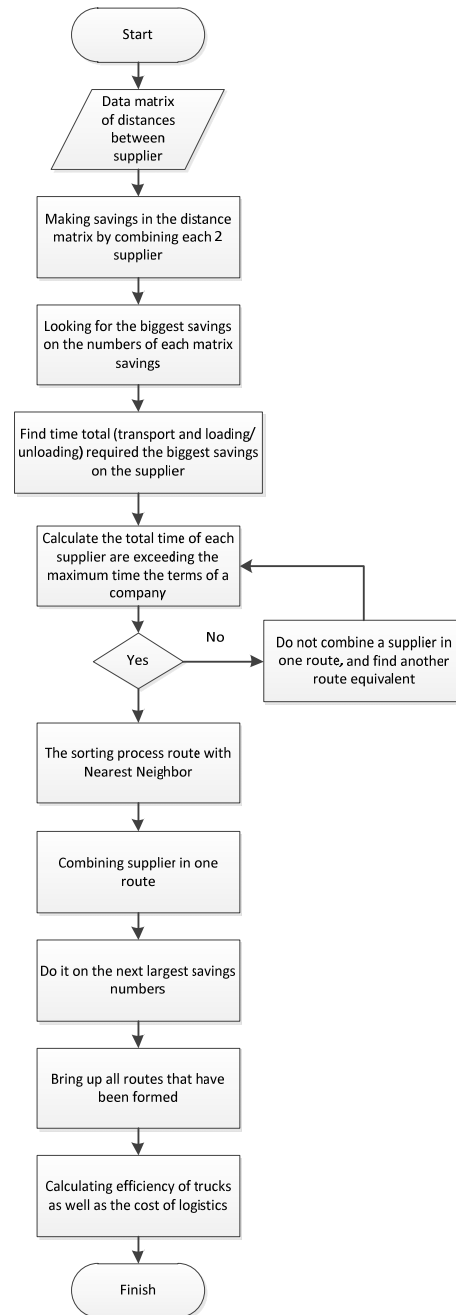 Start
Data matrix
of distances
between
supplier
Making savings in the distance
matrix by combining each 2
supplier
Looking for the biggest savings
on the numbers of each matrix
savings
Find time total (transport and loading/
unloading) required the biggest savings
on the supplier
Calculate the total time of each
supplier are exceeding the
maximum time the terms of a
company
Yes
No
Do not combine a supplier in
one route, and find another
route equivalent
The sorting process route with
Nearest Neighbor
Combining supplier in one
route
Do it on the next largest savings
numbers
Bring up all routes that have
been formed
Calculating efficiency of trucks
as well as the cost of logistics
Finish